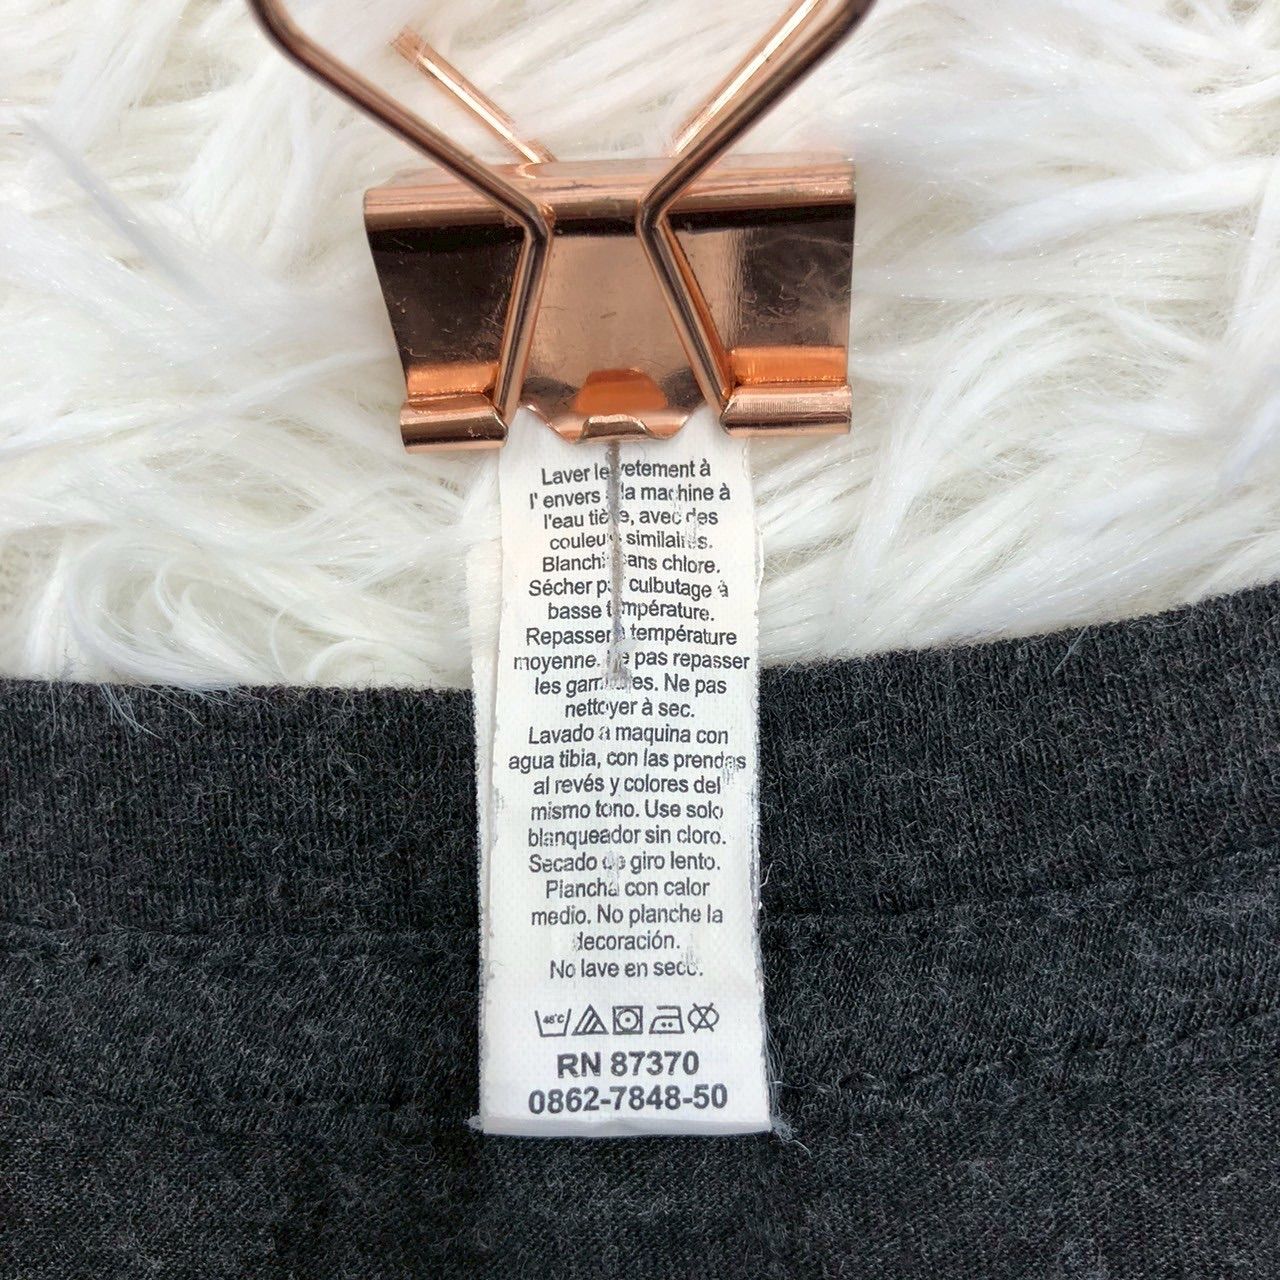 Laver le vetement à
l' envers à la machine à
l'eau tiède, avec des
couleurs similaires.
Blanchir sans chlore.
Sécher par culbutage à
basse température.
Repasser à température
moyenne. Ne pas repasser
les garnitures. Ne pas
nettoyer à sec.
Lavado a maquina con
agua tibia, con las prendas
al revés y colores del
mismo tono. Use solo
blanqueador sin cloro.
Secado de giro lento.
Plancha con calor
medio. No planche la
decoración.
No lave en seco.
RN 87370
0862-7848-50